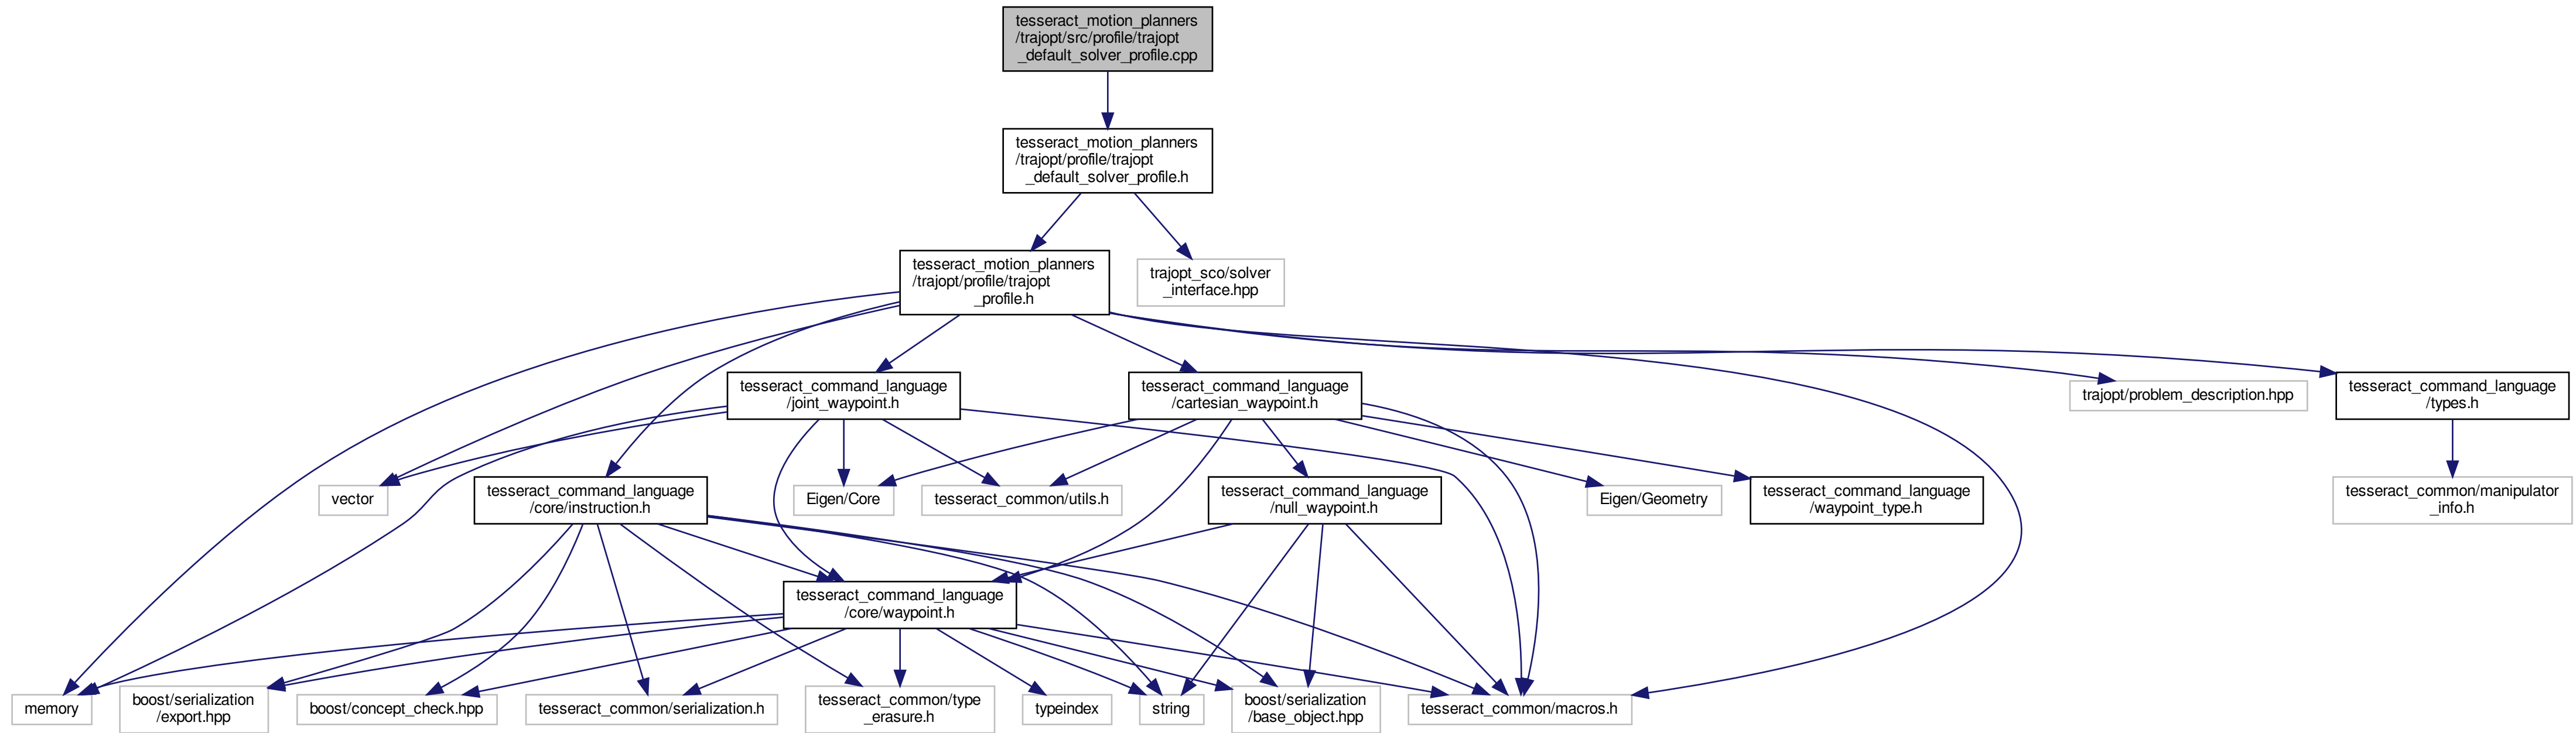 tesseract_motion_planners
/trajopt/src/profile/trajopt
_default_solver_profile.cpp
tesseract_motion_planners
/trajopt/profile/trajopt
_default_solver_profile.h
tesseract_motion_planners
/trajopt/profile/trajopt
_profile.h
trajopt_sco/solver
_interface.hpp
tesseract_command_language
/joint_waypoint.h
tesseract_command_language
/cartesian_waypoint.h
trajopt/problem_description.hpp
tesseract_command_language
/types.h
vector
tesseract_command_language
/core/instruction.h
Eigen/Core
tesseract_common/utils.h
tesseract_command_language
/null_waypoint.h
Eigen/Geometry
tesseract_command_language
/waypoint_type.h
tesseract_common/manipulator
_info.h
tesseract_command_language
/core/waypoint.h
memory
boost/serialization
/export.hpp
boost/concept_check.hpp
tesseract_common/serialization.h
tesseract_common/type
_erasure.h
typeindex
string
boost/serialization
/base_object.hpp
tesseract_common/macros.h